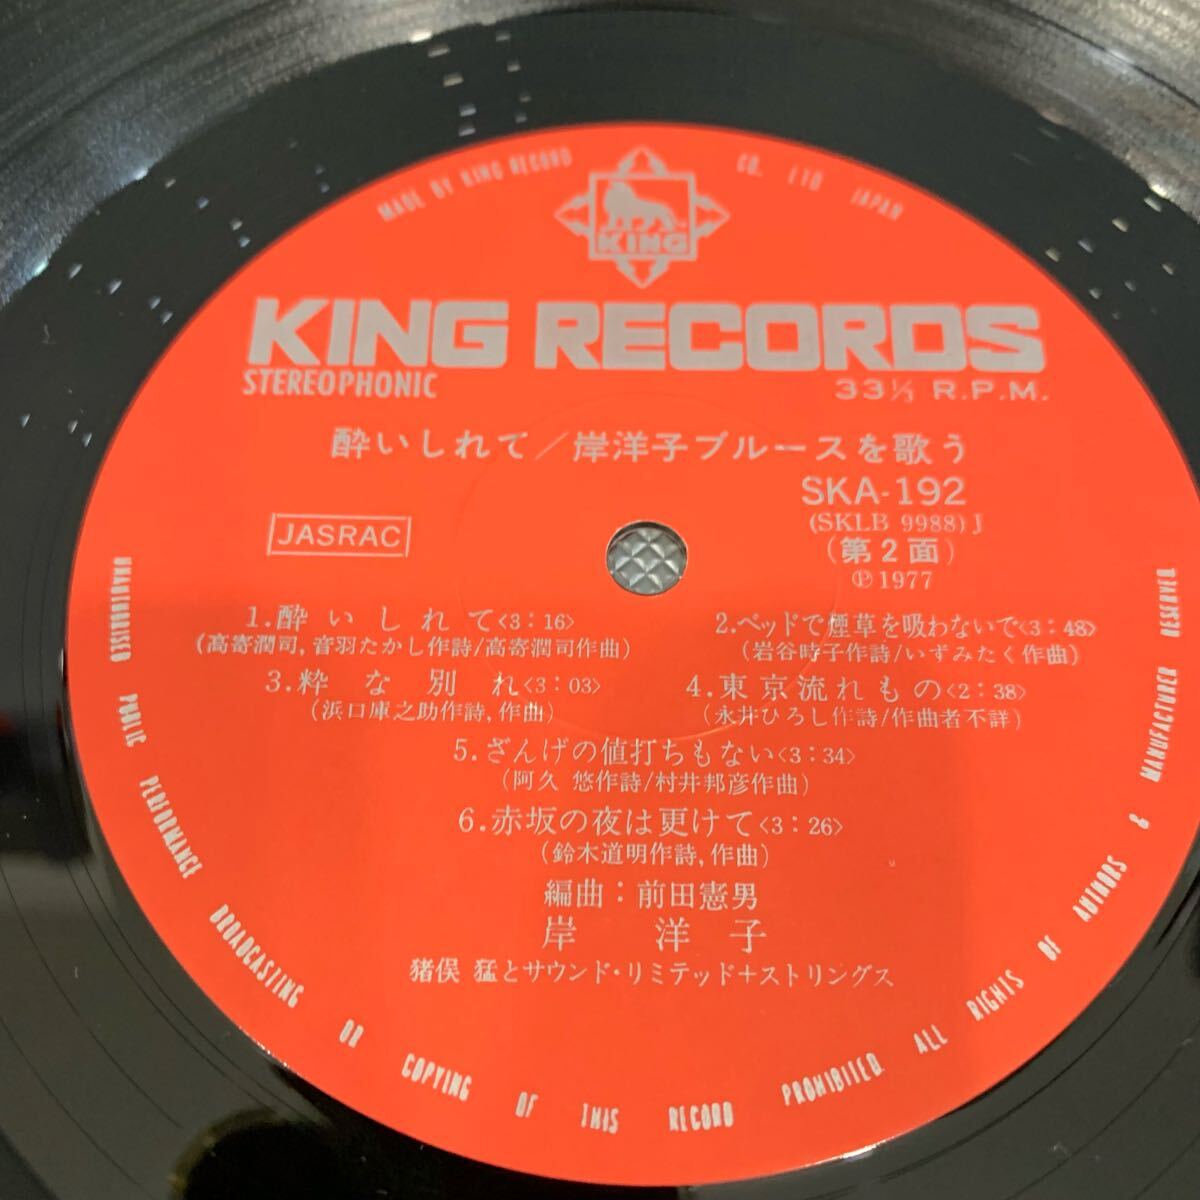 MADE BY KING RECORD CO. LTD JAPAN
KING
KING RECORDS
STEREOPHONIC
33⅓ R.P.M.
酔いしれて/岸洋子ブルースを歌う
SKA-192
(SKLB 9988)J
JASRAC
(第2面)
Ⓟ1977
1.酔いしれて<3:16>
(高寄潤司,音羽たかし作詩/高寄潤司作曲)
2.ベッドで煙草を吸わないで<3:48>
(岩谷時子作詩/いずみたく作曲)
3.粋な別れ<3:03>
(浜口庫之助作詩,作曲)
4.東京流れもの<2:38>
(永井ひろし作詩/作曲者不詳)
5.ざんげの値打ちもない<3:34>
(阿久 悠作詩/村井邦彦作曲)
6.赤坂の夜は更けて<3:26>
(鈴木道明作詩,作曲)
編曲:前田憲男
岸 洋 子
猪俣 猛とサウンド・リミテッド+ストリングス
UNAUTHORISED PUBLIC PERFORMANCE BROADCASTING OR COPYING OF THIS RECORD PROHIBITED. ALL RIGHTS OF AUTHORS & MANUFACTURER RESERVED